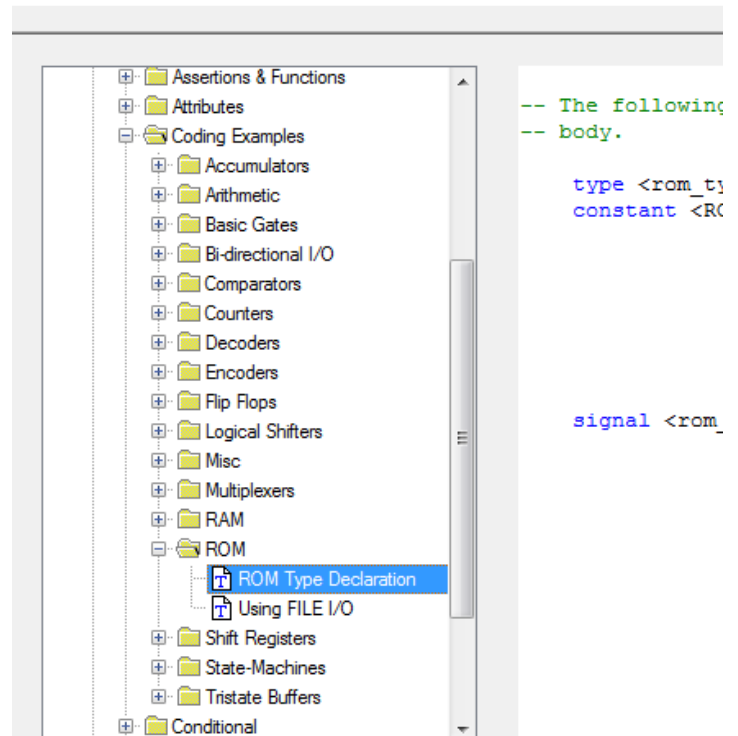 Assertions & Functions
Attributes
Coding Examples
Accumulators
Arithmetic
Basic Gates
Bi-directional I/O
Comparators
Counters
Decoders
Encoders
Flip Flops
Logical Shifters
Misc
Multiplexers
RAM
ROM
ROM Type Declaration
Using FILE I/O
Shift Registers
State-Machines
Tristate Buffers
Conditional
-- The following
-- body.
type <rom_ty
constant <RO
signal <rom_